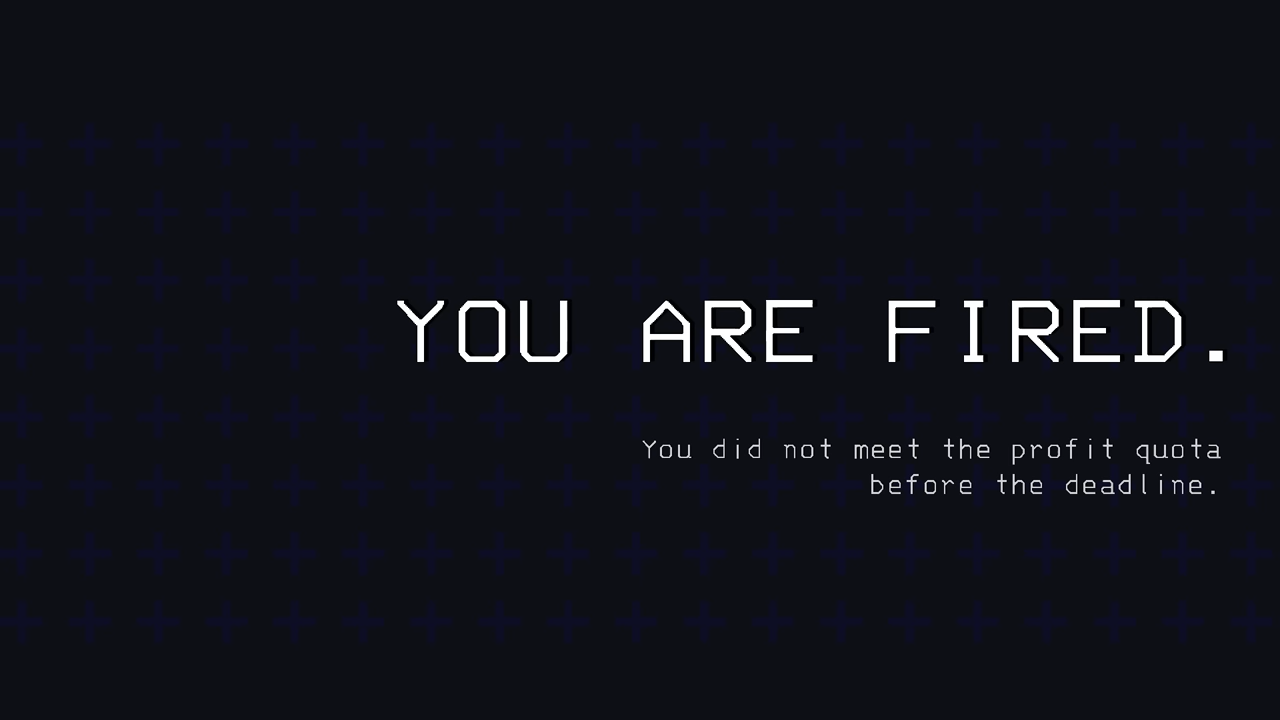 YOU ARE FIRED.
You did not meet the profit quota
before the deadline.